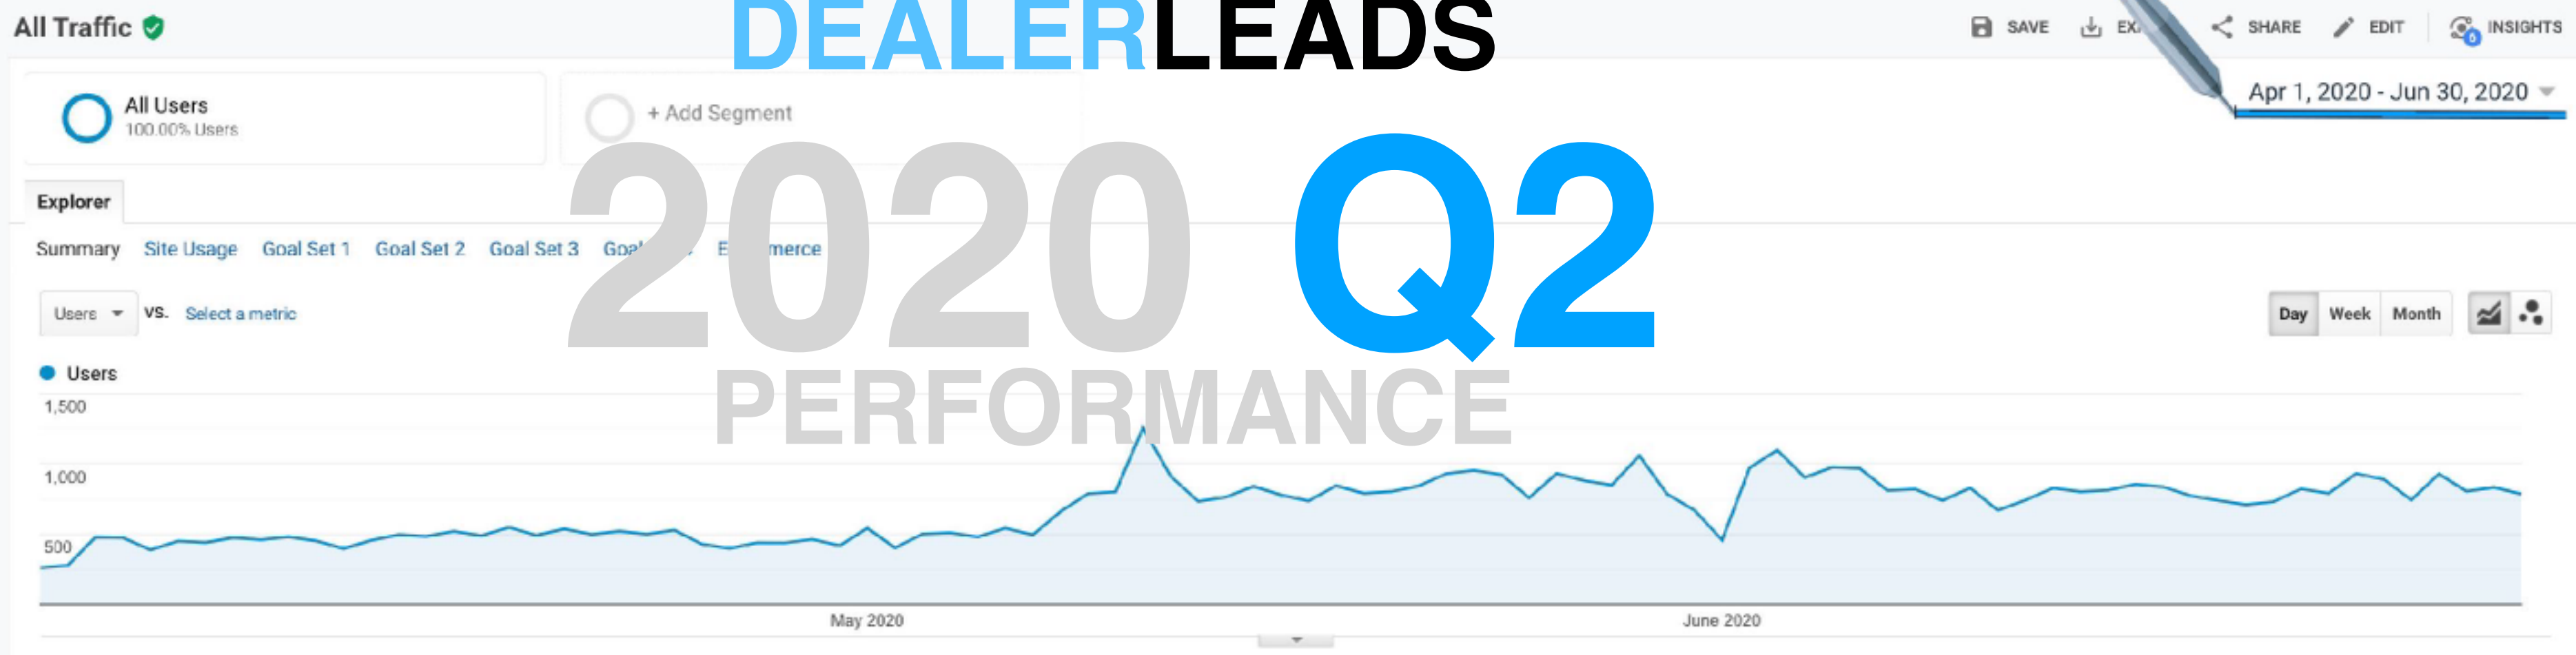 All Traffic
DEALERLEADS
SAVE
SHARE
EDIT
6
INSIGHTS
All Users
100.00% Users
+ Add Segment
Apr 1, 2020 - Jun 30, 2020
2020 Q2
Explorer
Summary Site Usage Goal Set 1 Goal Set 2 Goal Set 3
Users VS. Select a metric
Day Week Month
Users
PERFORMANCE
1,500
1,000
500
May 2020 June 2020